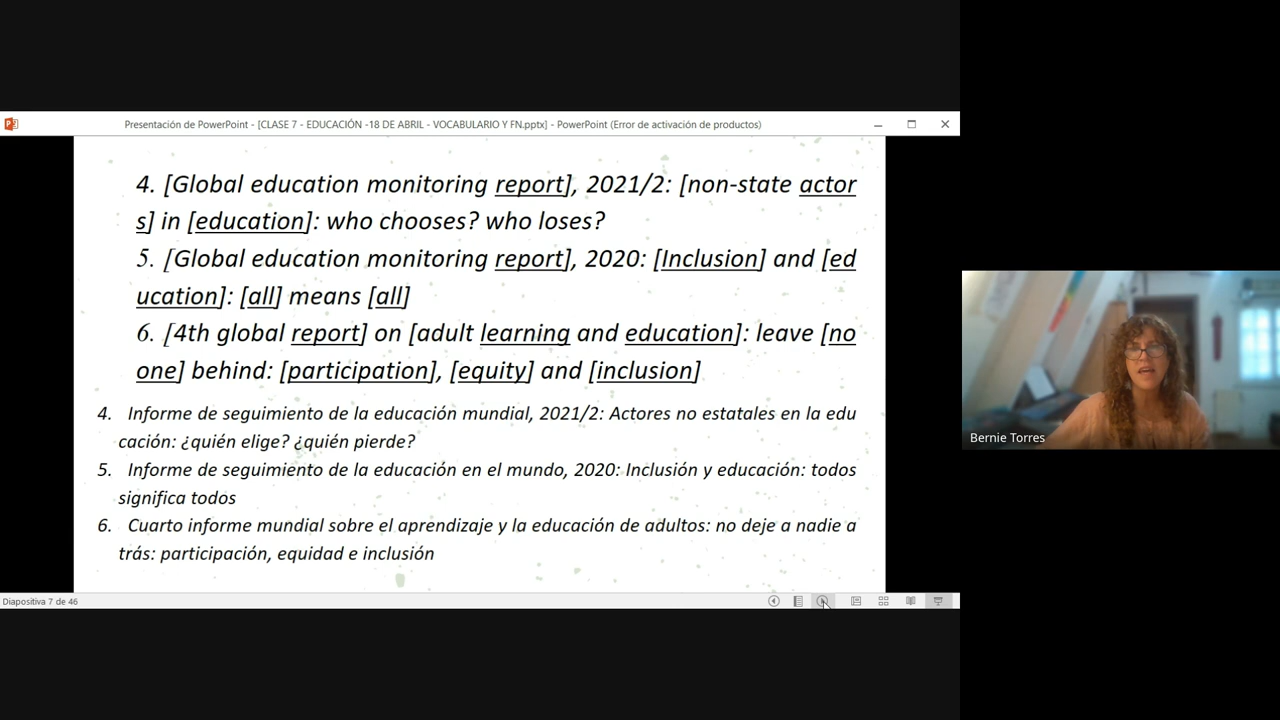 Presentación de PowerPoint - [CLASE 7 - EDUCACIÓN -18 DE ABRIL - VOCABULARIO Y FN.pptx] - PowerPoint (Error de activación de productos)
4. [Global education monitoring report], 2021/2: [non-state actor
s] in [education]: who chooses? who loses?
5. [Global education monitoring report], 2020: [Inclusion] and [ed
ucation]: [all] means [all]
6. [4th global report] on [adult learning and education]: leave [no
one] behind: [participation], [equity] and [inclusion]
4. Informe de seguimiento de la educación mundial, 2021/2: Actores no estatales en la edu
cación: ¿quién elige? ¿quién pierde?
5. Informe de seguimiento de la educación en el mundo, 2020: Inclusión y educación: todos
significa todos
6. Cuarto informe mundial sobre el aprendizaje y la educación de adultos: no deje a nadie a
trás: participación, equidad e inclusión
Bernie Torres
Diapositiva 7 de 46